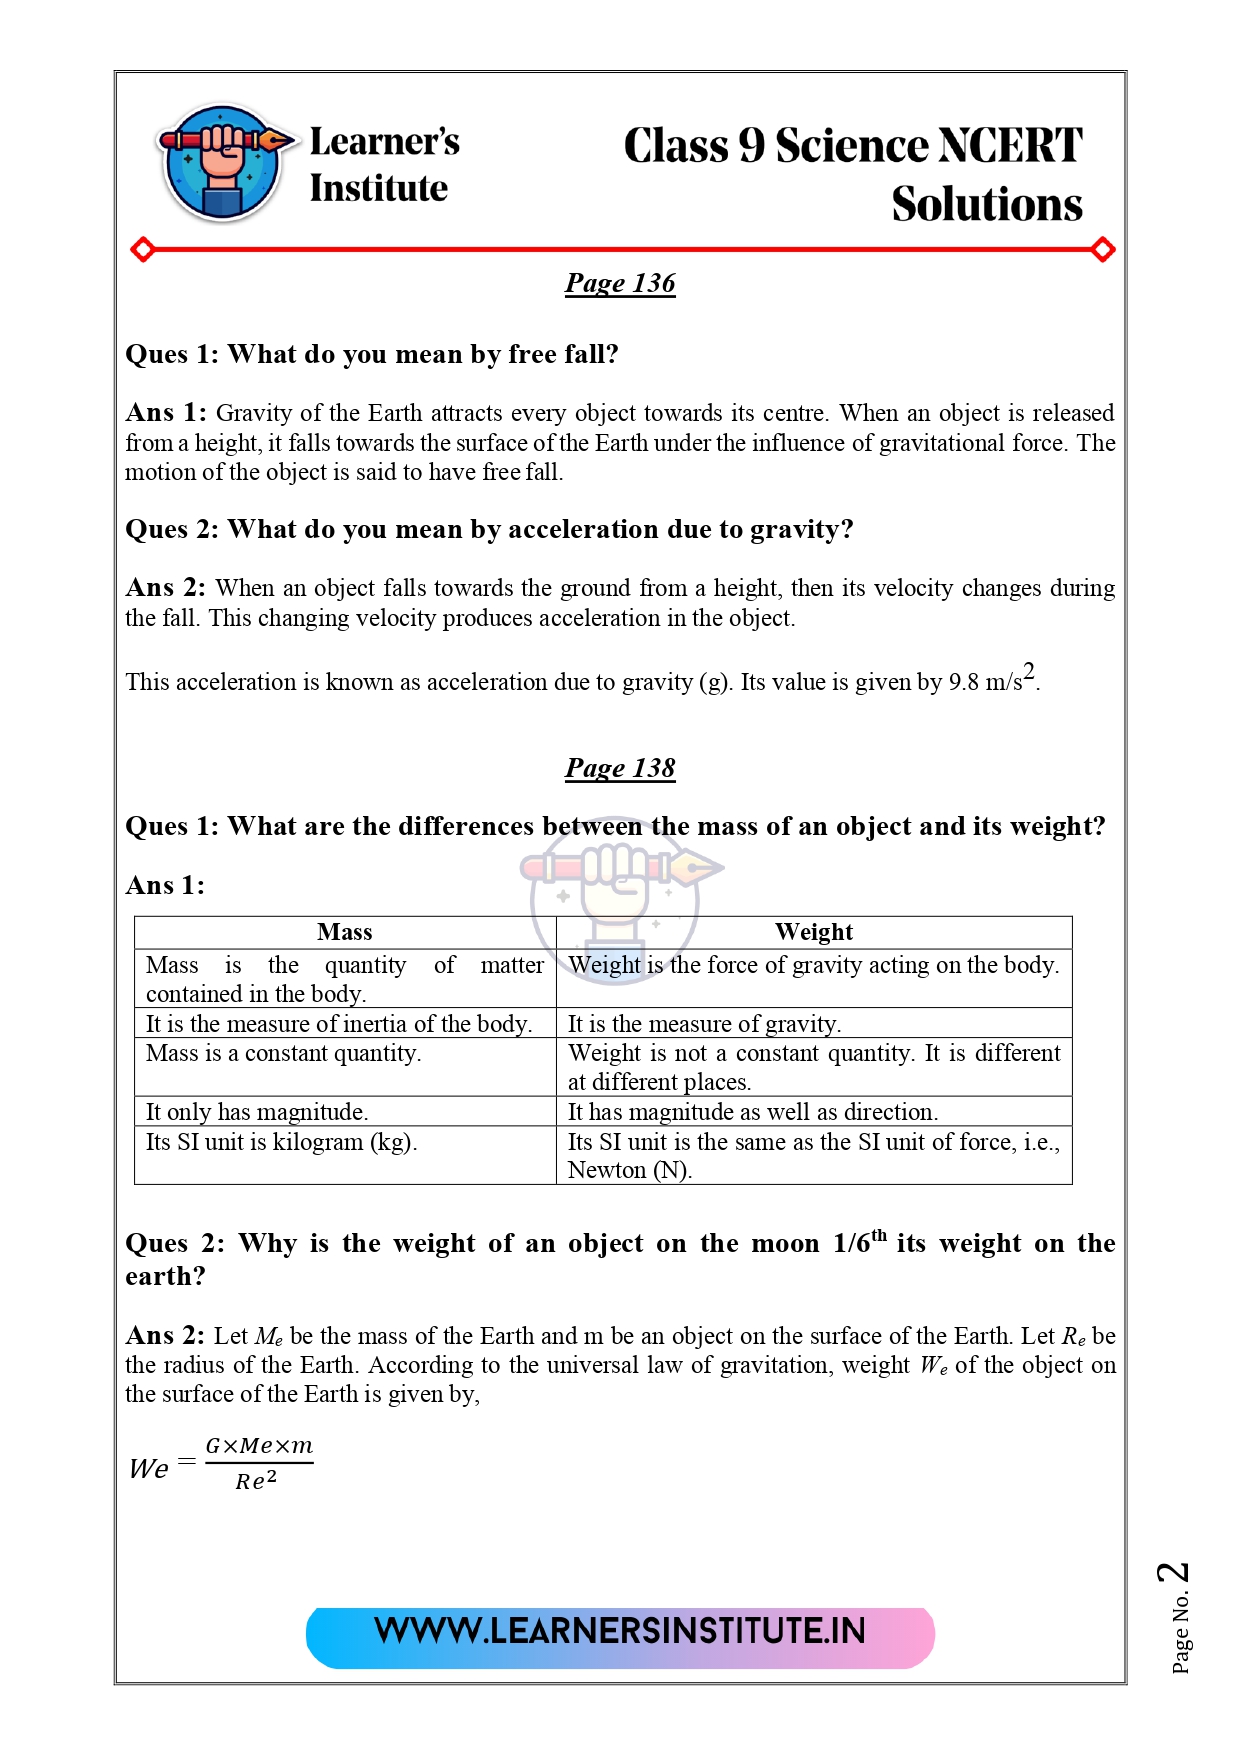 Learner's
Institute
Class 9 Science NCERT
Solutions
Page 136
Ques 1: What do you mean by free fall?
Ans 1: Gravity of the Earth attracts every object towards its centre. When an object is released
from a height, it falls towards the surface of the Earth under the influence of gravitational force. The
motion of the object is said to have free fall.
Ques 2: What do you mean by acceleration due to gravity?
Ans 2: When an object falls towards the ground from a height, then its velocity changes during
the fall. This changing velocity produces acceleration in the object.
This acceleration is known as acceleration due to gravity (g). Its value is given by 9.8 m/s².
Page 138
Ques 1: What are the differences between the mass of an object and its weight?
Ans 1:
Mass
Weight
Mass is the quantity of matter
contained in the body.
Weight is the force of gravity acting on the body.
It is the measure of inertia of the body.
It is the measure of gravity.
Mass is a constant quantity.
Weight is not a constant quantity. It is different
at different places.
It only has magnitude.
It has magnitude as well as direction.
Its SI unit is kilogram (kg).
Its SI unit is the same as the SI unit of force, i.e.,
Newton (N).
Ques 2: Why is the weight of an object on the moon 1/6th its weight on the
earth?
Ans 2: Let Me be the mass of the Earth and m be an object on the surface of the Earth. Let Re be
the radius of the Earth. According to the universal law of gravitation, weight We of the object on
the surface of the Earth is given by,
We = G×Me×m / Re²
WWW.LEARNERSINSTITUTE.IN
Page No. 2